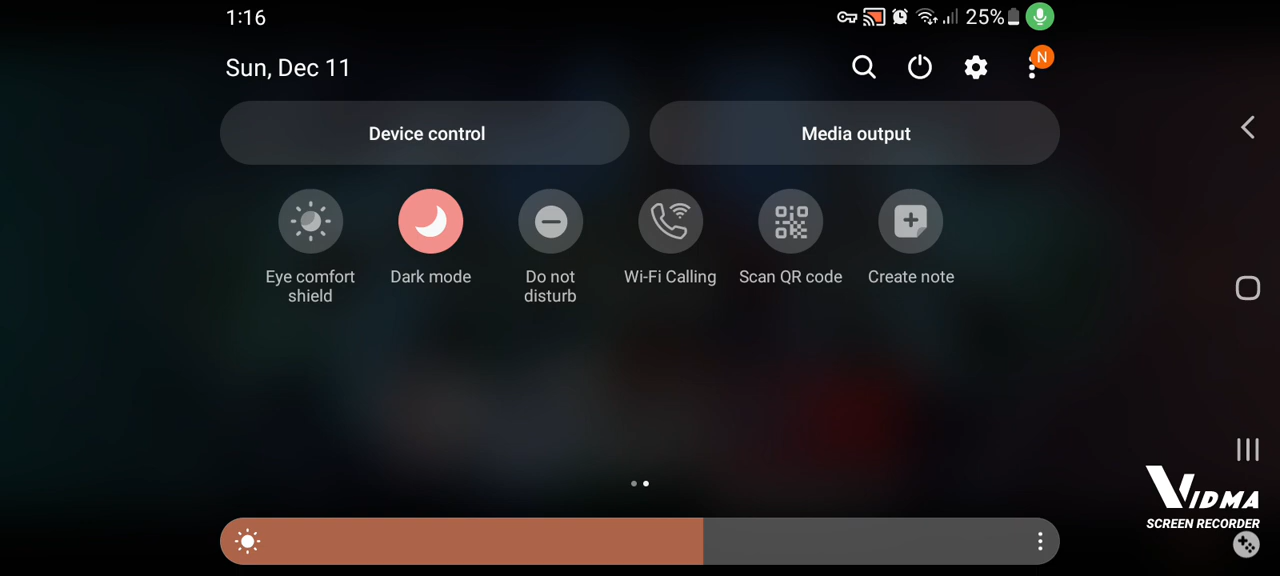 1:16
25%
Sun, Dec 11
N
Device control
Media output
Eye comfort
shield
Dark mode
Do not
disturb
Wi-Fi Calling
Scan QR code
Create note
VIDMA
SCREEN RECORDER